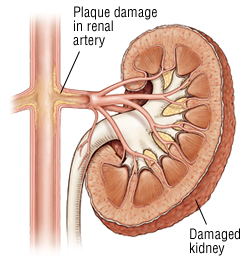 Plaque damage
in renal
artery
Damaged
kidney